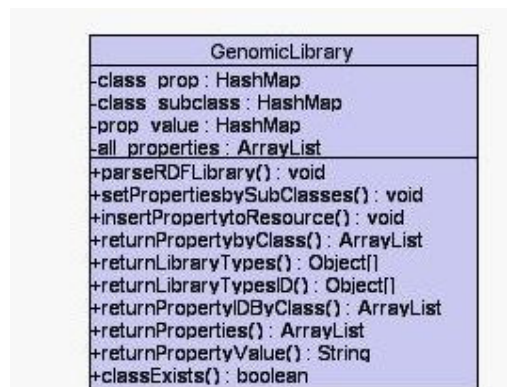 GenomicLibrary
-class_prop : HashMap
-class_subclass : HashMap
-prop_value : HashMap
-all_properties : ArrayList
+parseRDFLibrary() : void
+setPropertiesbySubClasses() : void
+insertPropertytoResource() : void
+returnPropertybyClass() : ArrayList
+returnLibraryTypes() : Object[]
+returnLibraryTypesID() : Object[]
+returnPropertyIDByClass() : ArrayList
+returnProperties() : ArrayList
+returnPropertyValue() : String
+classExists() : boolean